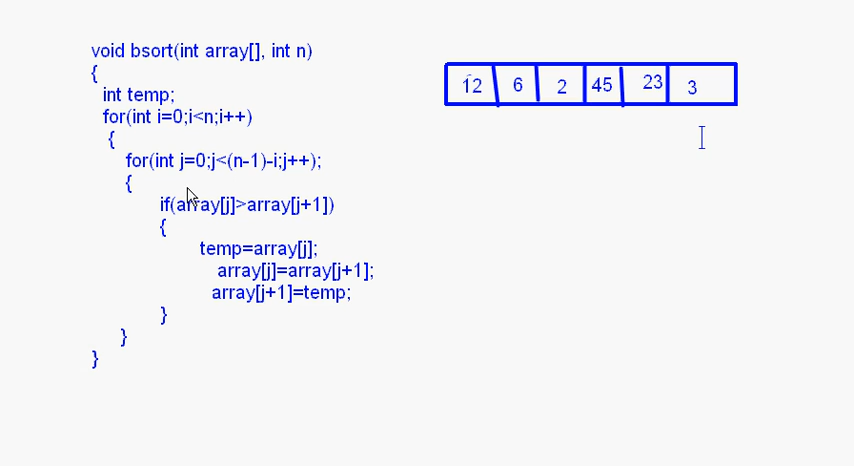 void bsort(int array[], int n)
{
int temp;
for(int i=0;i<n;i++)
{
for(int j=0;j<(n-1)-i;j++);
{
if(array[j]>array[j+1])
{
temp=array[j];
array[j]=array[j+1];
array[j+1]=temp;
}
}
}
12 6 2 45 23 3